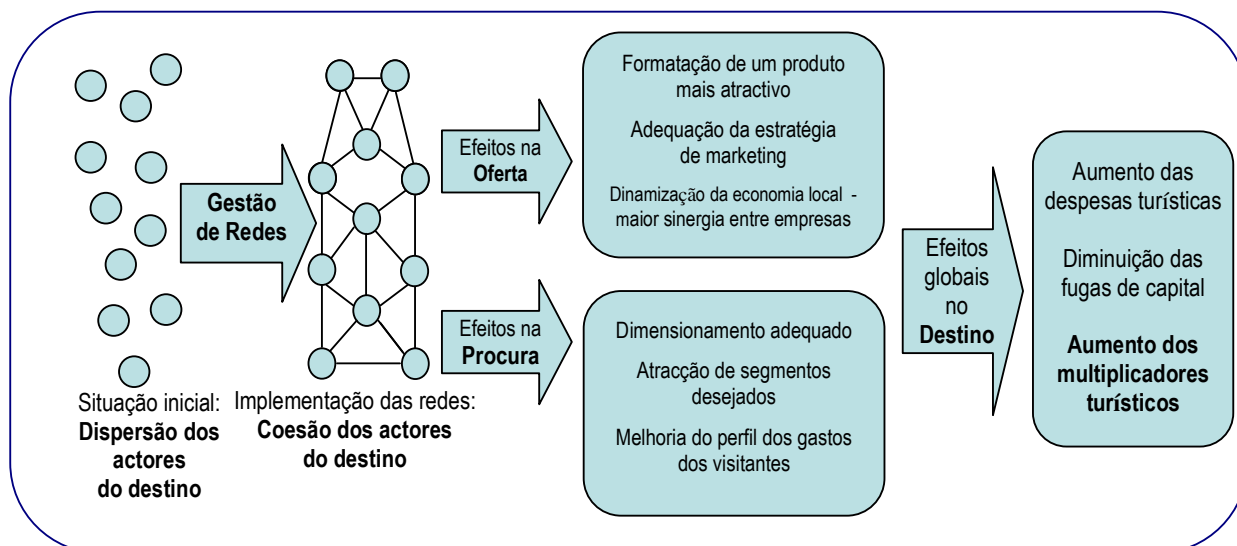 Situação inicial:
Dispersão dos
actores
do destino
Gestão
de Redes
Implementação das redes:
Coesão dos actores
do destino
Efeitos na
Oferta
Formatação de um produto
mais atractivo
Adequação da estratégia
de marketing
Dinamização da economia local -
maior sinergia entre empresas
Efeitos na
Procura
Dimensionamento adequado
Atracção de segmentos
desejados
Melhoria do perfil dos gastos
dos visitantes
Efeitos
globais
no
Destino
Aumento das
despesas turísticas
Diminuição das
fugas de capital
Aumento dos
multiplicadores
turísticos